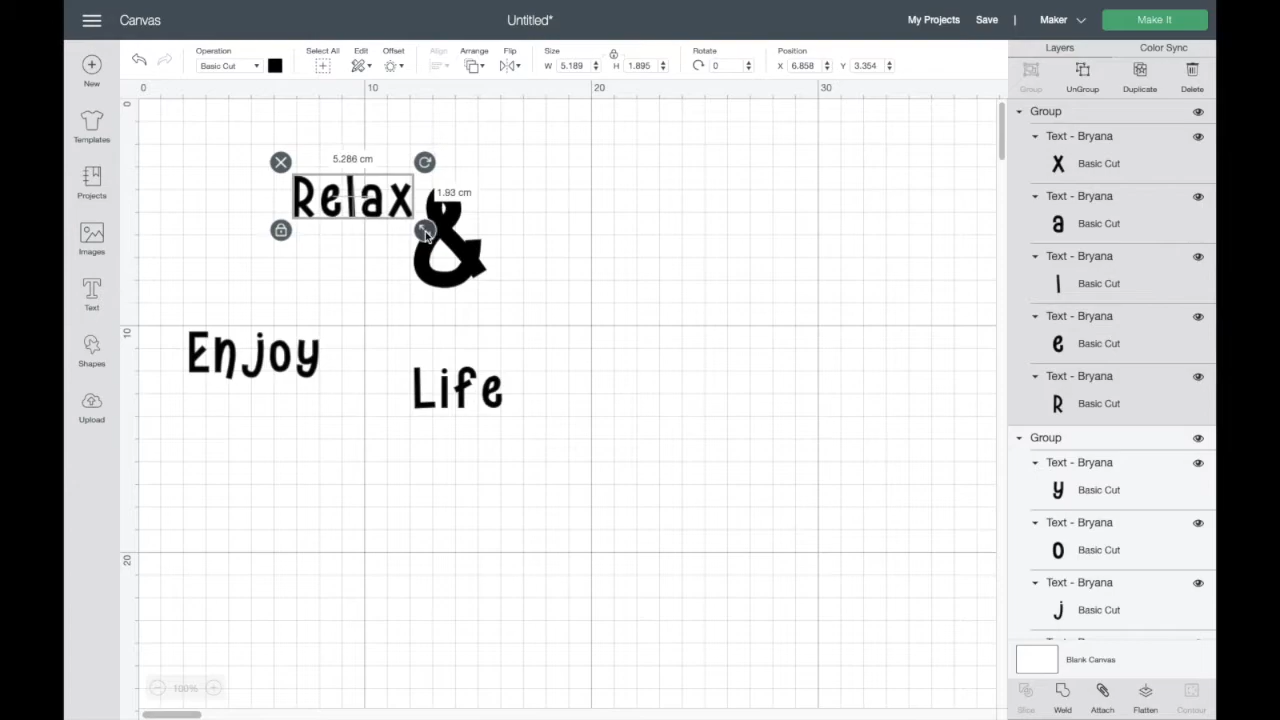 Canvas
Untitled*
My Projects
Save
|
Maker
Make It
New
Templates
Projects
Images
Text
Shapes
Upload
Operation
Basic Cut
Select All
Edit
Offset
Align
Arrange
Flip
Size
W 5.189
H 1.895
Rotate
0
Position
X 6.858
Y 3.354
0
10
20
30
0
10
20
5.286 cm
1.93 cm
Relax
&
Enjoy
Life
100%
Layers
Color Sync
Group
UnGroup
Duplicate
Delete
Group
Text - Bryana
x Basic Cut
Text - Bryana
a Basic Cut
Text - Bryana
l Basic Cut
Text - Bryana
e Basic Cut
Text - Bryana
R Basic Cut
Group
Text - Bryana
y Basic Cut
Text - Bryana
o Basic Cut
Text - Bryana
j Basic Cut
Blank Canvas
Slice
Weld
Attach
Flatten
Contour